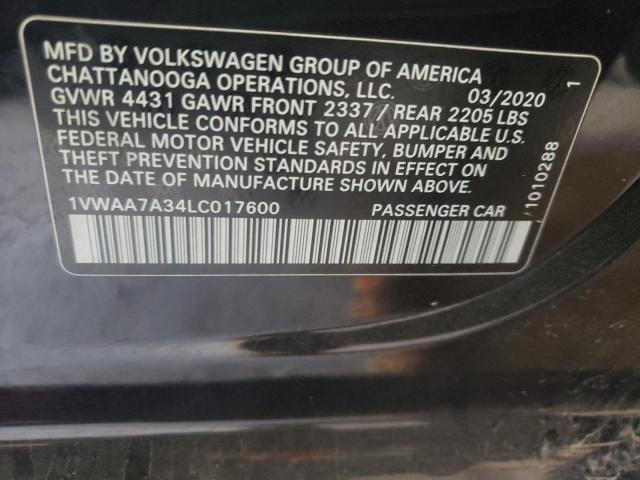 MFD BY VOLKSWAGEN GROUP OF AMERICA
CHATTANOOGA OPERATIONS, LLC. 03/2020
GVWR 4431 GAWR FRONT 2337 / REAR 2205 LBS
THIS VEHICLE CONFORMS TO ALL APPLICABLE U.S.
FEDERAL MOTOR VEHICLE SAFETY, BUMPER AND
THEFT PREVENTION STANDARDS IN EFFECT ON
THE DATE OF MANUFACTURE SHOWN ABOVE.
1VWAA7A34LC017600 PASSENGER CAR
/1010288
1